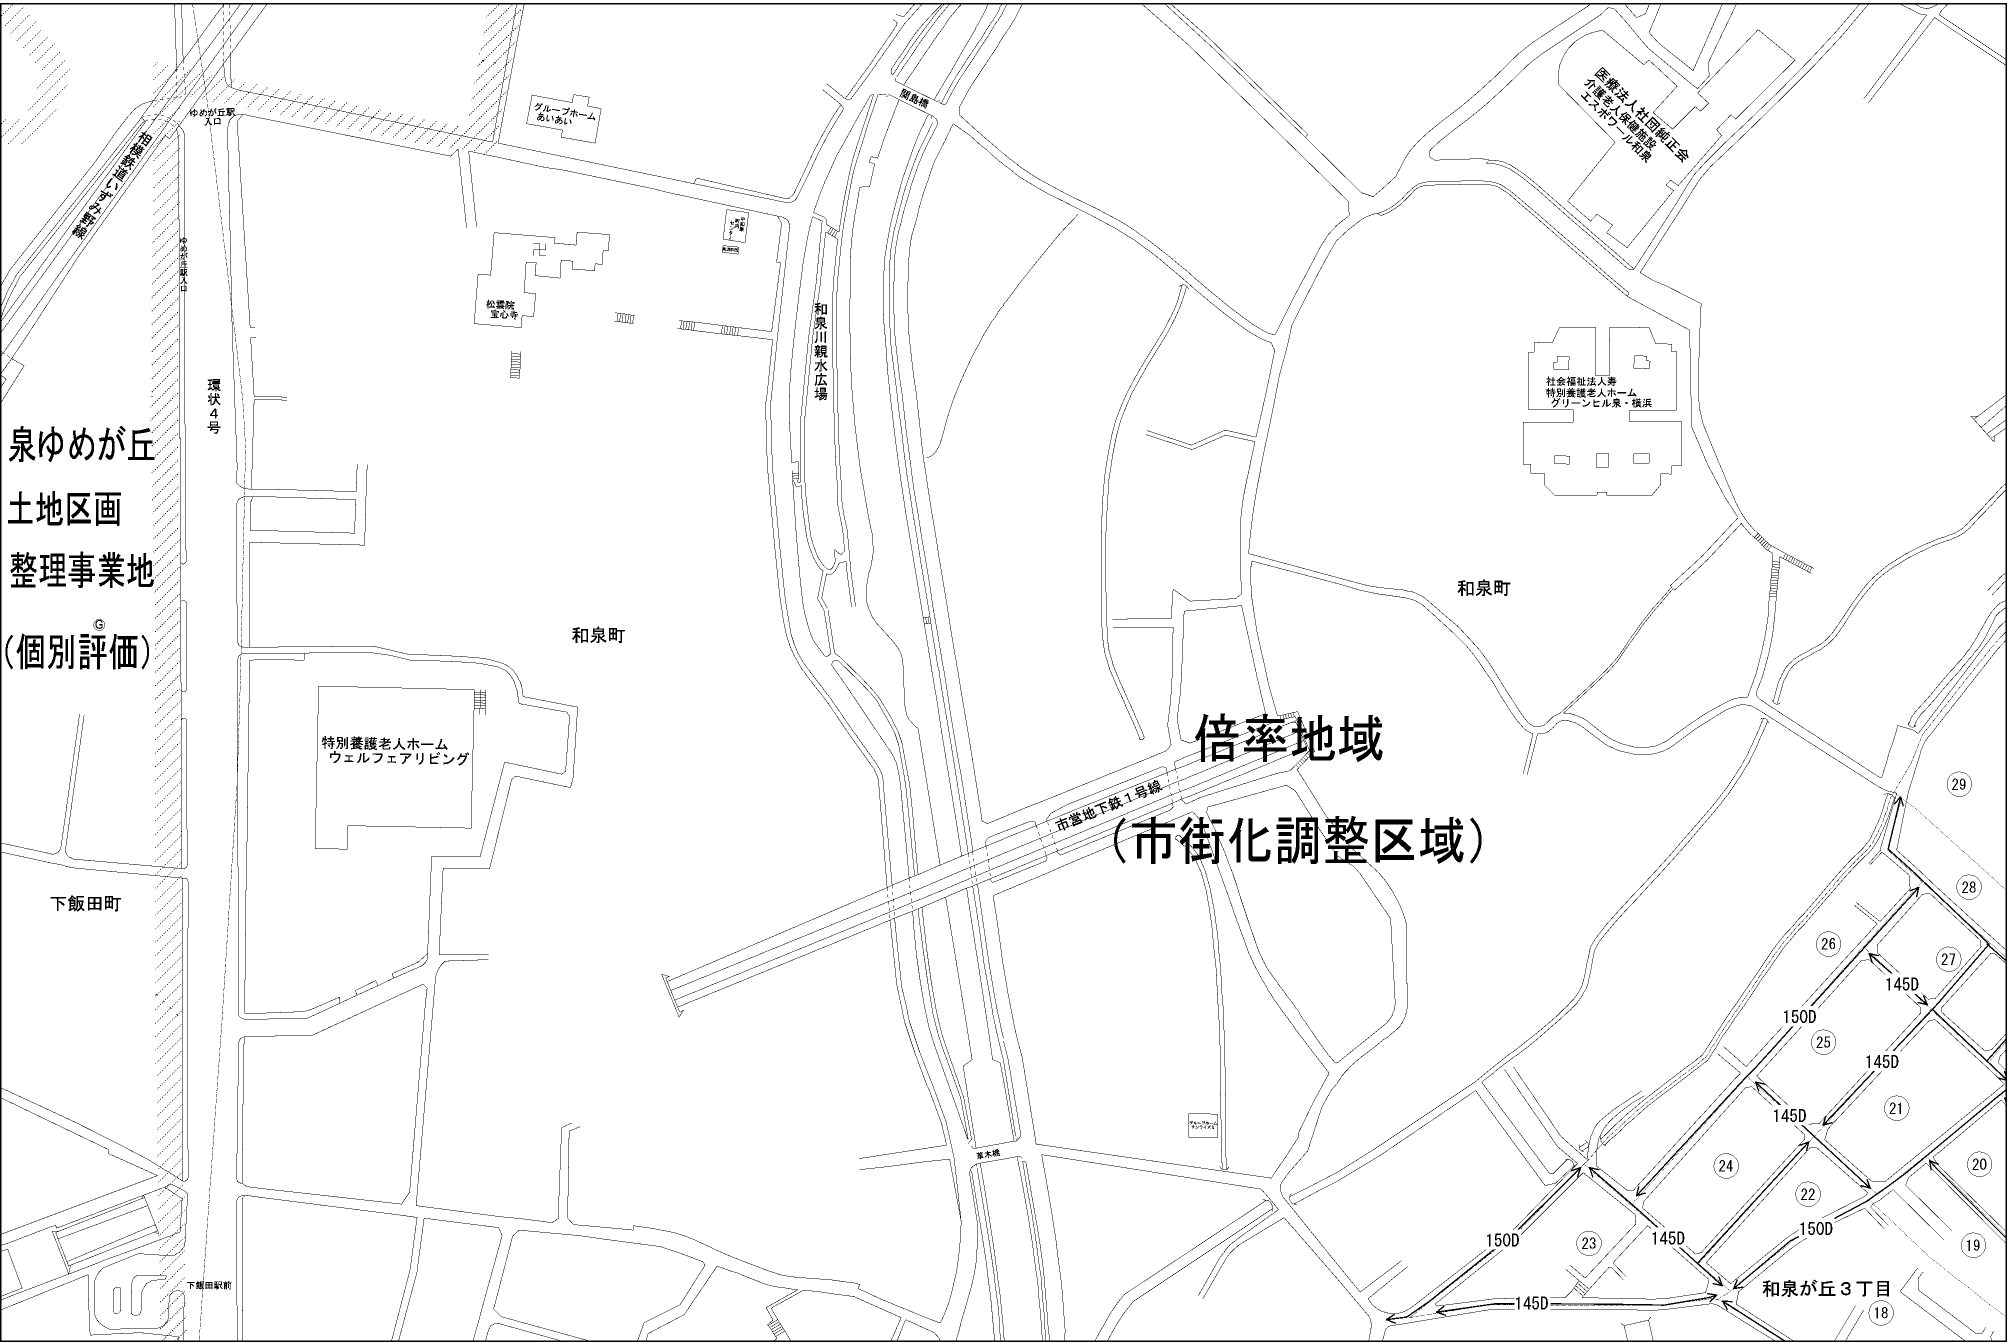 関島橋
医療法人社団純正会
介護老人保健施設
エスポワール和泉
グループホーム
あいあい
ゆめが丘駅
入口
相模鉄道いずみ野線
ゆめが丘駅入口
松雲院
宝心寺
和泉川親水広場
環状4号
社会福祉法人寿
特別養護老人ホーム
グリーンヒル泉・横浜
泉ゆめが丘
土地区画
整理事業地
G
(個別評価)
和泉町
和泉町
特別養護老人ホーム
ウェルフェアリビング
倍率地域
市営地下鉄1号線
(市街化調整区域)
下飯田町
29
28
26
27
145D
150D
25
145D
145D
21
24
20
22
150D
23
145D
150D
19
145D
和泉が丘3丁目
18
草木橋
下飯田駅前